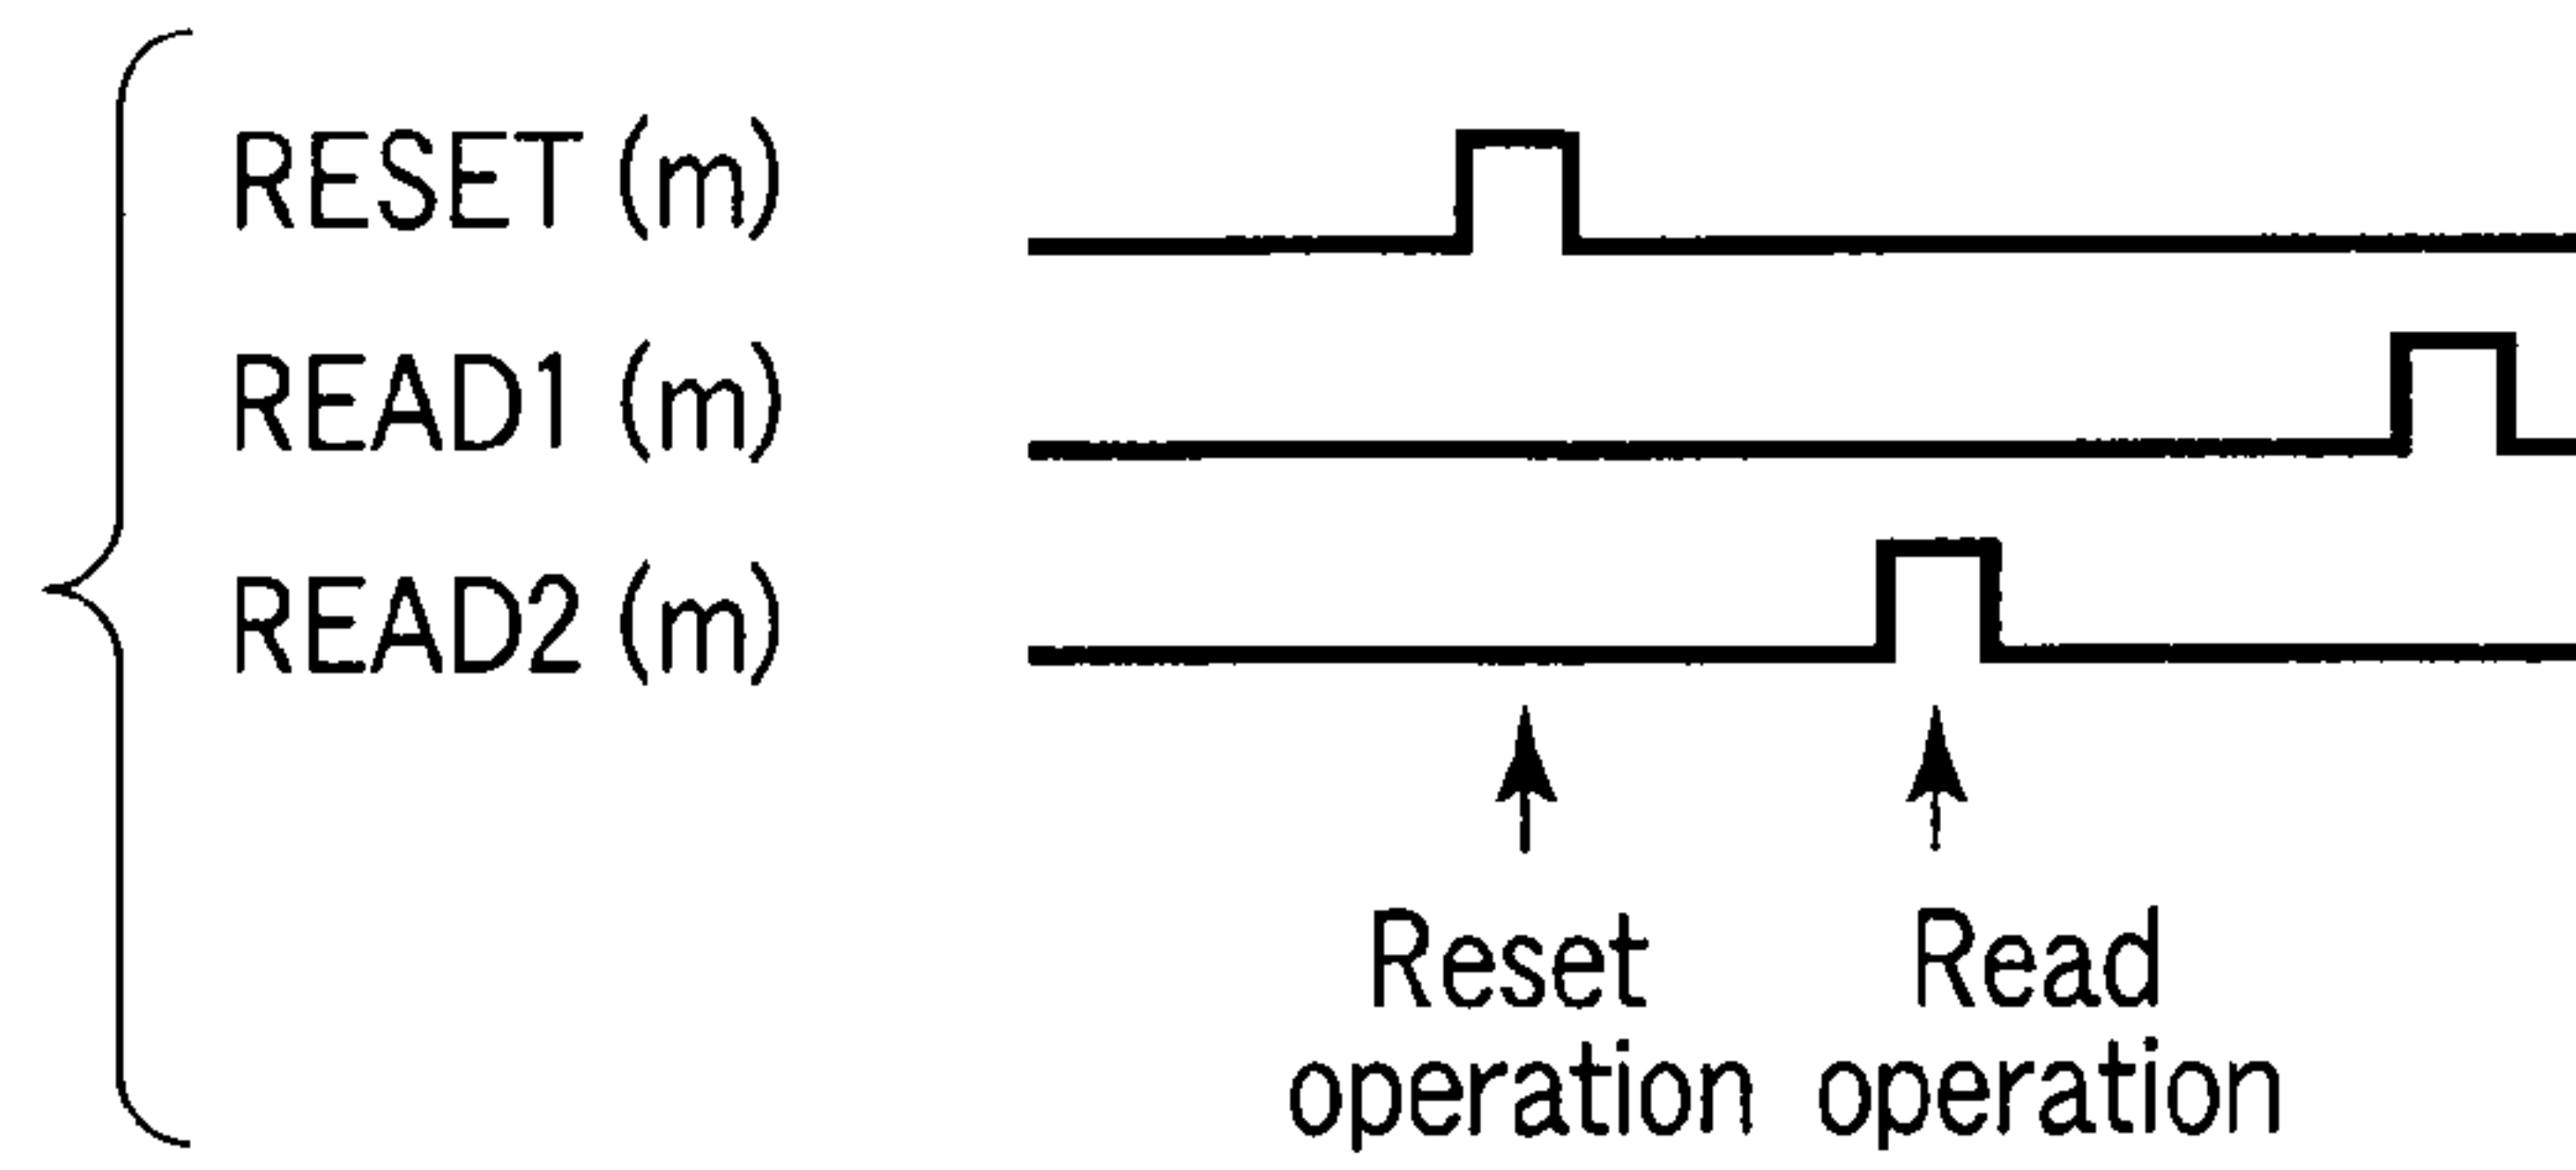 RESET (m)
READ1 (m)
READ2 (m)
Reset operation
Read operation